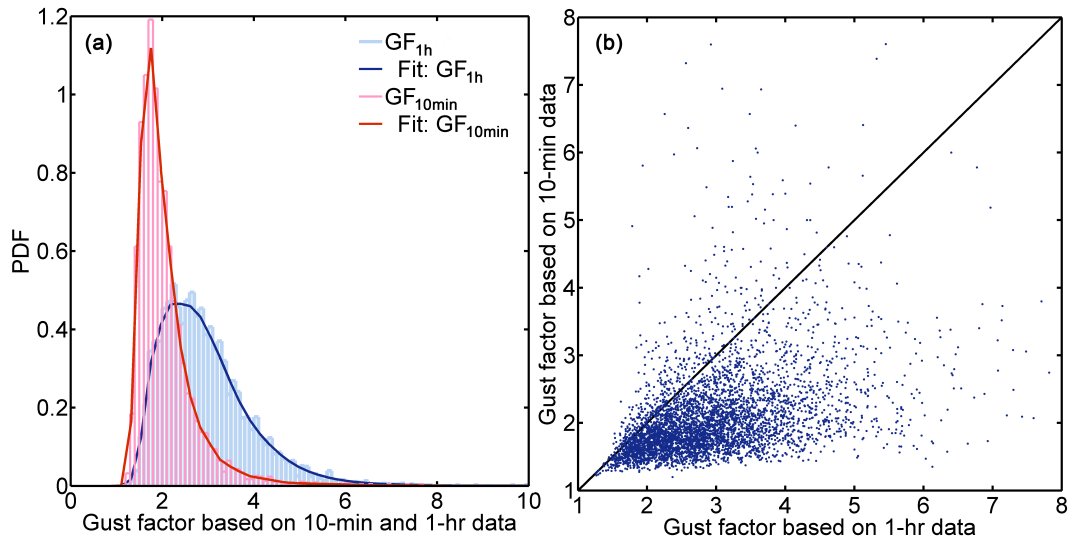 (a)
GF1h
Fit: GF1h
GF10min
Fit: GF10min
PDF
1.2
1
0.8
0.6
0.4
0.2
0
0 2 4 6 8 10
Gust factor based on 10-min and 1-hr data
(b)
Gust factor based on 10-min data
8
7
6
5
4
3
2
1
1 2 3 4 5 6 7 8
Gust factor based on 1-hr data